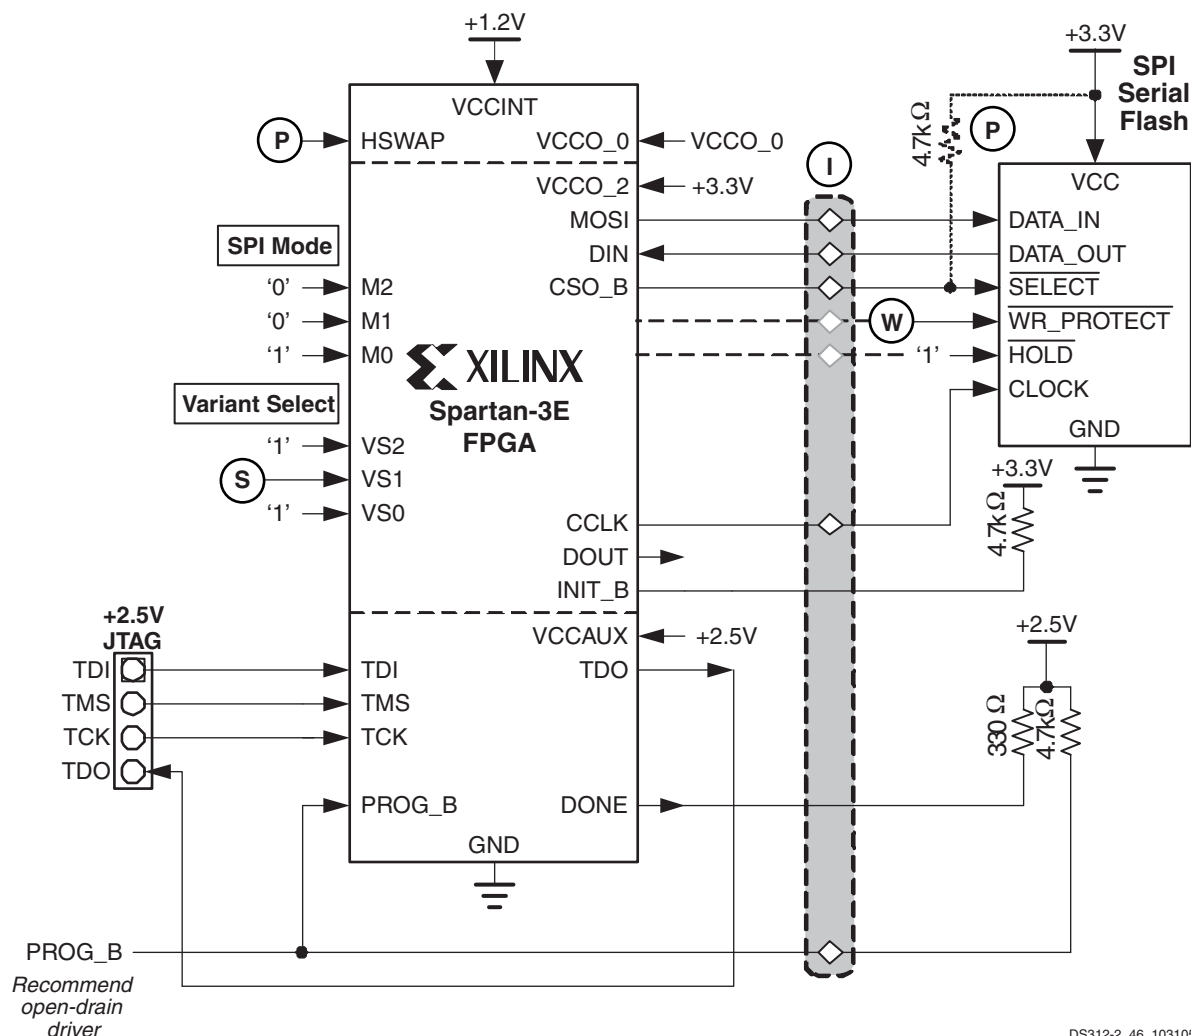 +1.2V
VCCINT
P
HSWAP
VCCO_0
VCCO_0
VCCO_2
+3.3V
MOSI
DIN
CSO_B
SPI Mode
'0'
M2
'0'
M1
'1'
M0
XILINX
Spartan-3E
FPGA
Variant Select
'1'
VS2
S
VS1
'1'
VS0
CCLK
DOUT
INIT_B
+2.5V
JTAG
TDI
TMS
TCK
TDO
TDI
TMS
TCK
PROG_B
VCCAUX
+2.5V
TDO
DONE
GND
PROG_B
Recommend
open-drain
driver
I
W
'1'
+3.3V
SPI
Serial
Flash
4.7kΩ
P
VCC
DATA_IN
DATA_OUT
SELECT
WR_PROTECT
HOLD
CLOCK
GND
+3.3V
4.7kΩ
+2.5V
330 Ω
4.7kΩ
DS312-2_46_103105